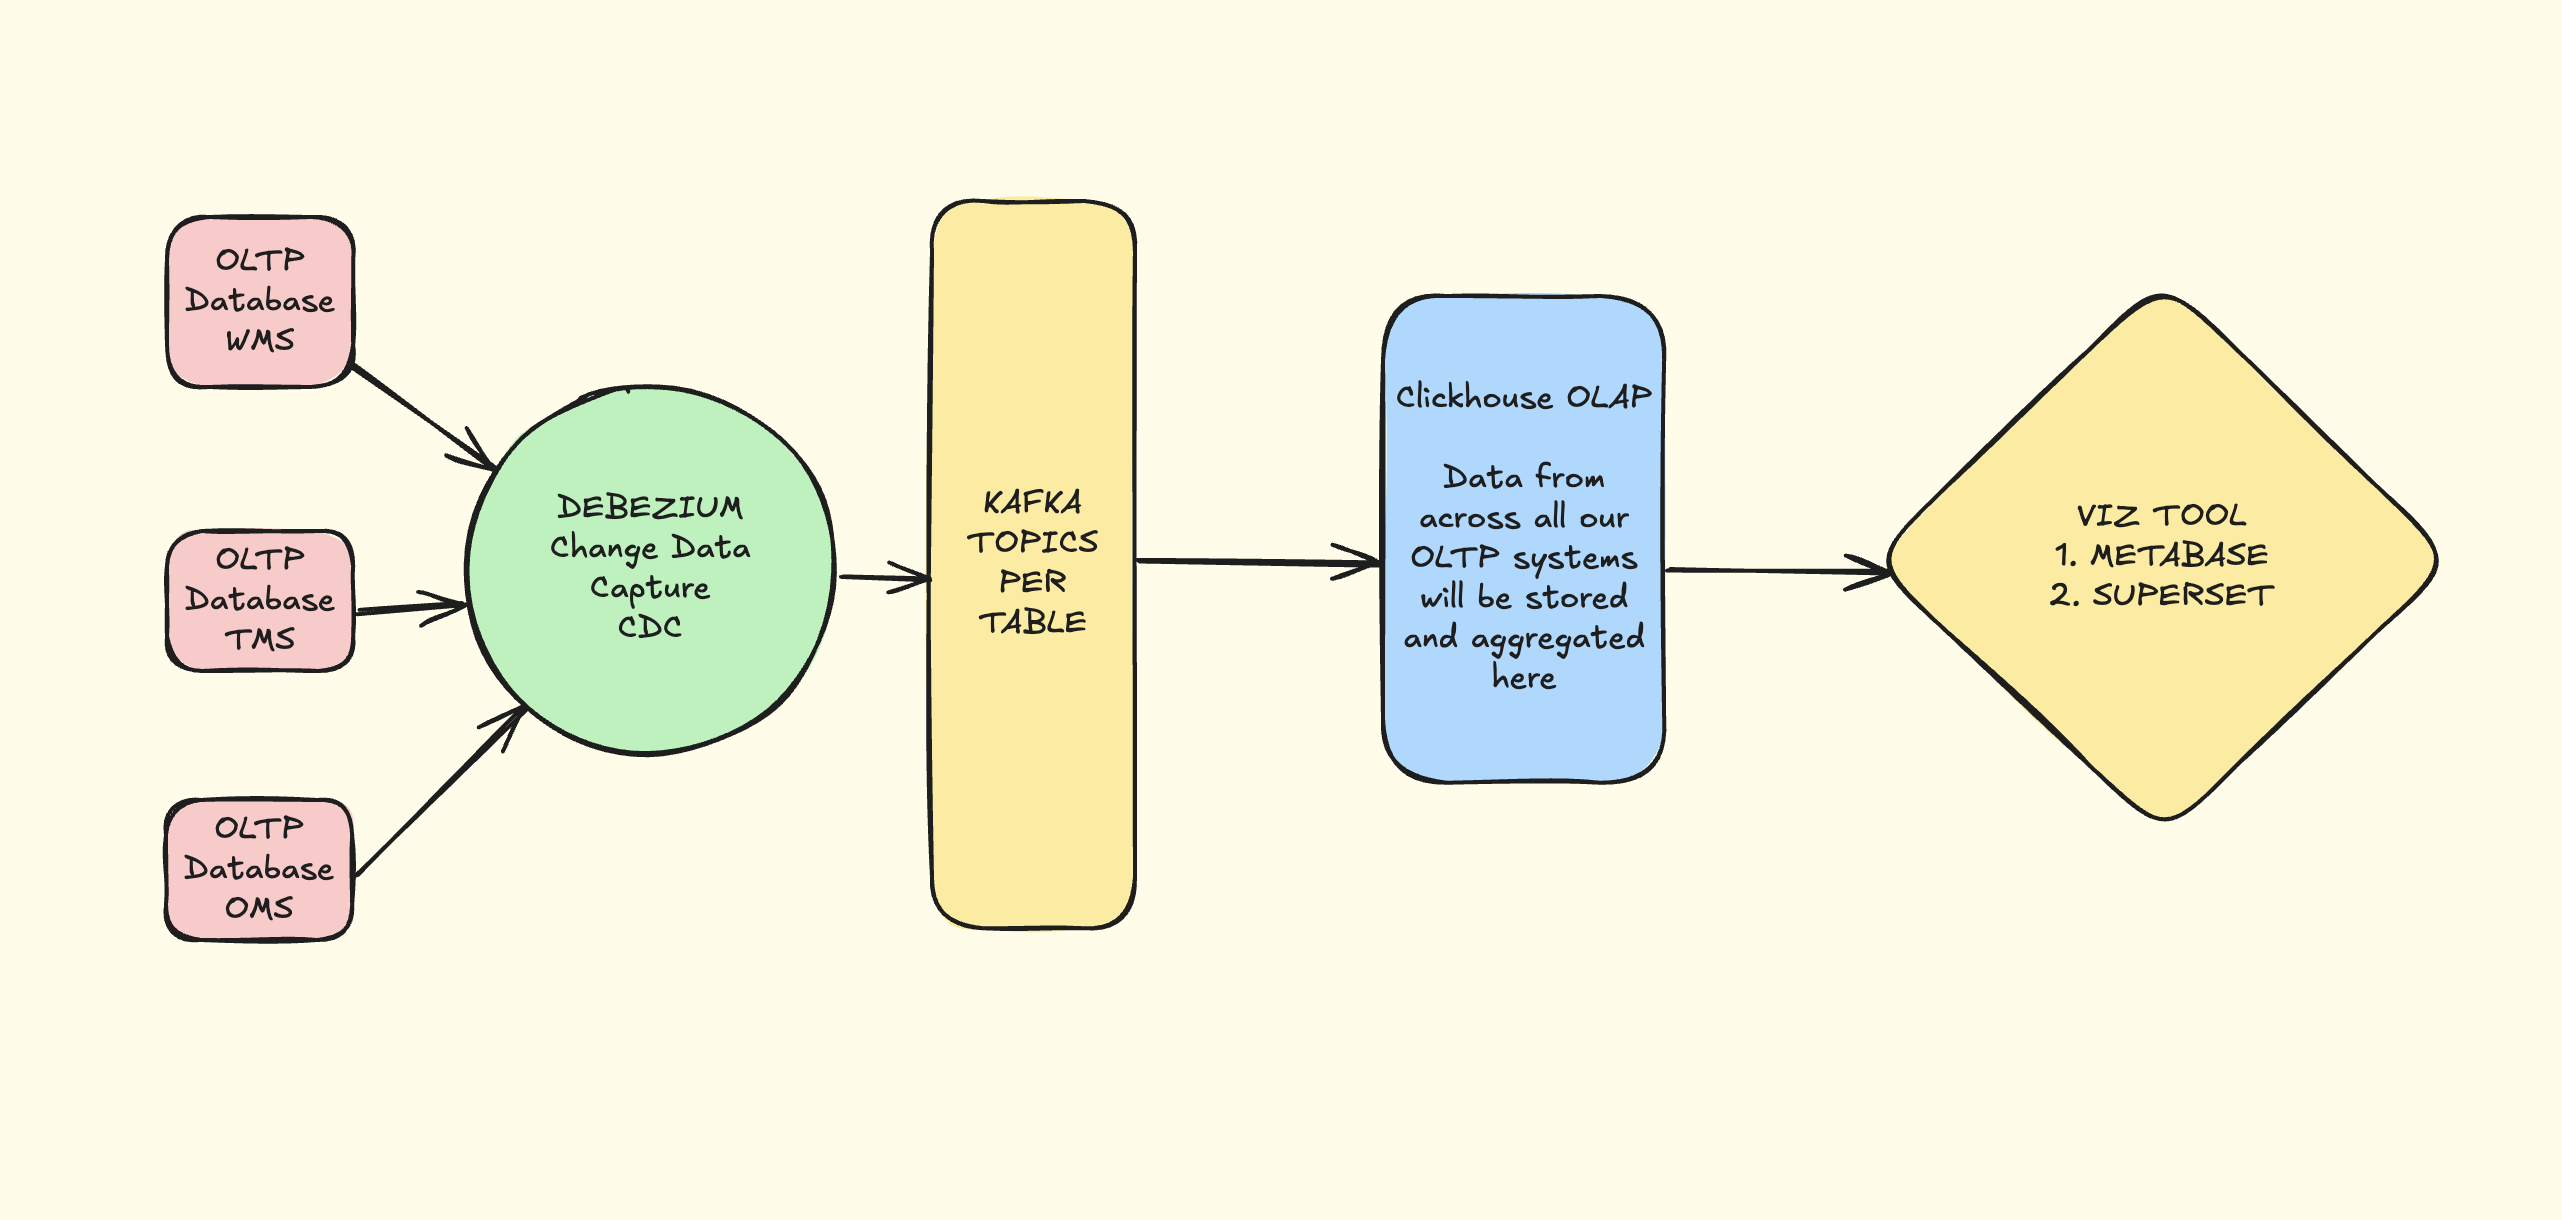 OLTP
Database
WMS
OLTP
Database
TMS
OLTP
Database
OMS
DEBEZIUM
Change Data
Capture
CDC
KAFKA
TOPICS
PER
TABLE
Clickhouse OLAP
Data from
across all our
OLTP systems
will be stored
and aggregated
here
VIZ TOOL
1. METABASE
2. SUPERSET